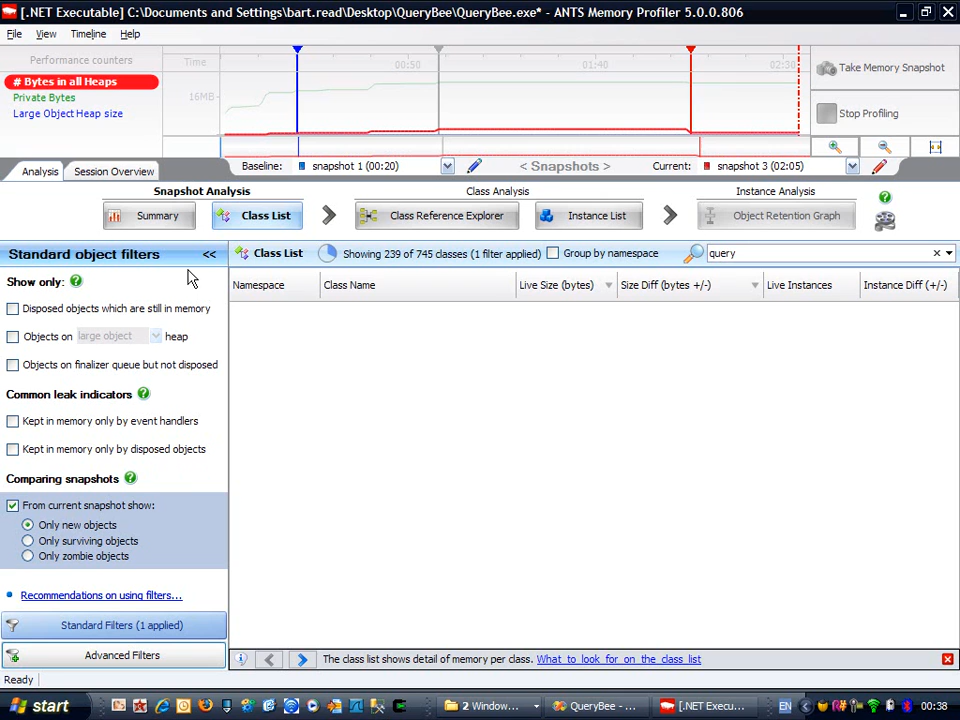 [.NET Executable] C:\Documents and Settings\bart.read\Desktop\QueryBee\QueryBee.exe* - ANTS Memory Profiler 5.0.0.806
File View Timeline Help
Performance counters
# Bytes in all Heaps
Private Bytes
Large Object Heap size
Time
00:50
01:40
02:30
16MB
Take Memory Snapshot
Stop Profiling
Baseline: snapshot 1 (00:20)
< Snapshots >
Current: snapshot 3 (02:05)
Analysis
Session Overview
Snapshot Analysis
Class Analysis
Instance Analysis
Summary
Class List
Class Reference Explorer
Instance List
Object Retention Graph
Standard object filters <<
Class List
Showing 239 of 745 classes (1 filter applied)
Group by namespace
query
Show only:
Disposed objects which are still in memory
Objects on large object heap
Objects on finalizer queue but not disposed
Common leak indicators
Kept in memory only by event handlers
Kept in memory only by disposed objects
Comparing snapshots
From current snapshot show:
Only new objects
Only surviving objects
Only zombie objects
Recommendations on using filters...
Standard Filters (1 applied)
Advanced Filters
Namespace
Class Name
Live Size (bytes)
Size Diff (bytes +/-)
Live Instances
Instance Diff (+/-)
The class list shows detail of memory per class. What to look for on the class list
Ready
start
2 Window...
QueryBee - ...
[.NET Execu...
EN
00:38